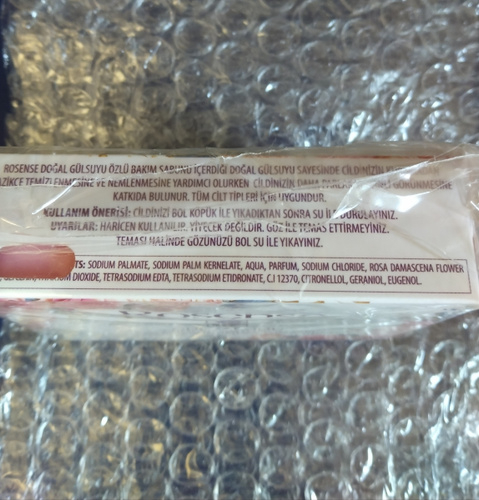 ROSENSE DOĞAL GÜLSUYU ÖZLÜ BAKIM SABUNU İÇERDİĞİ DOĞAL GÜLSUYU SAYESİNDE CİLDİNİZİN
TEMİZLENMESİNE VE NEMLENMESİNE YARDIMCI OLURKEN CİLDİNİZİN DAHA GÖRÜNMESİNE
KATKIDA BULUNUR. TÜM CİLT TİPLERİ İÇİN UYGUNDUR.
KULLANIM ÖNERİSİ: CİLDİNİZİ BOL KÖPÜK İLE YIKADIKTAN SONRA SU İLE DURULAYINIZ.
UYARILAR: HARİCEN KULLANILIR. YİYECEK DEĞİLDİR. GÖZ İLE TEMAS ETTİRMEYİNİZ.
TEMASI HALİNDE GÖZÜNÜZÜ BOL SU İLE YIKAYINIZ.
TS: SODIUM PALMATE, SODIUM PALM KERNELATE, AQUA, PARFUM, SODIUM CHLORIDE, ROSA DAMASCENA FLOWER
DIOXIDE, TETRASODIUM EDTA, TETRASODIUM ETIDRONATE, C.I 12370, CITRONELLOL, GERANIOL, EUGENOL.